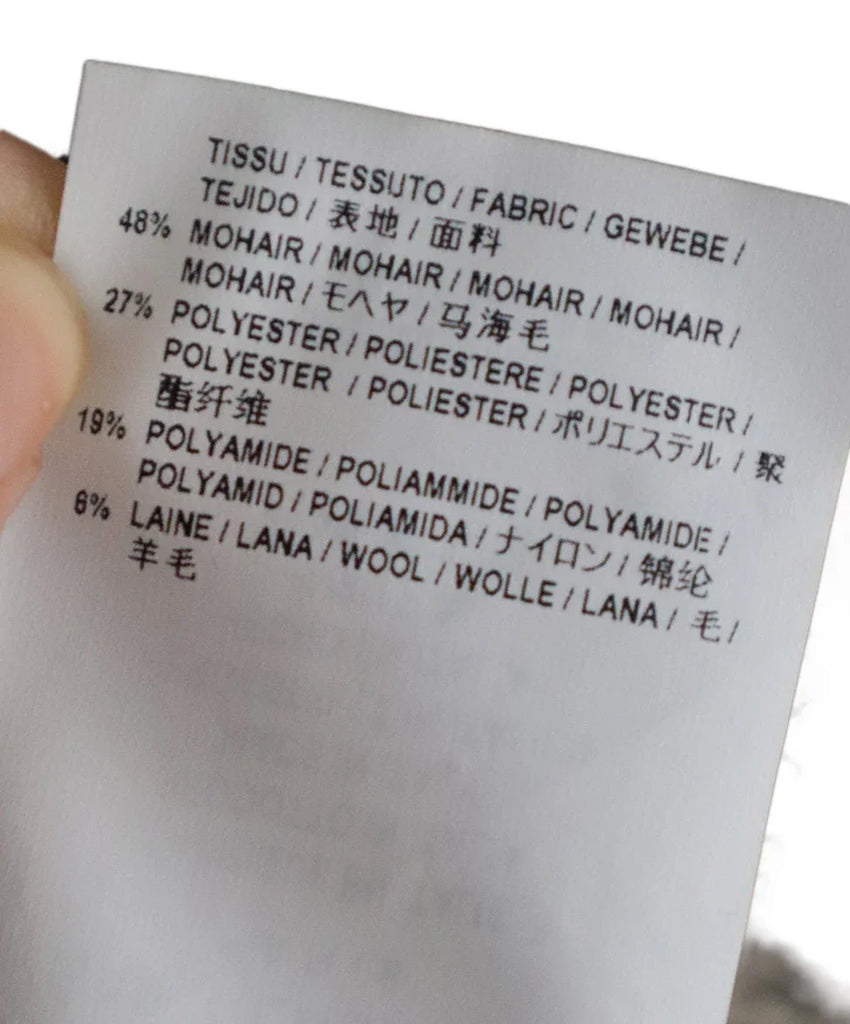 TISSU / TESSUTO / FABRIC / GEWEBE /
TEJIDO / 表地 / 面料
48% MOHAIR / MOHAIR / MOHAIR / MOHAIR /
MOHAIR / モヘヤ / 马海毛
27% POLYESTER / POLIESTERE / POLYESTER /
POLYESTER / POLIESTER / ポリエステル / 聚
酯纤维
19% POLYAMIDE / POLIAMMIDE / POLYAMIDE /
POLYAMID / POLIAMIDA / ナイロン / 锦纶
6% LAINE / LANA / WOOL / WOLLE / LANA / 毛 /
羊毛